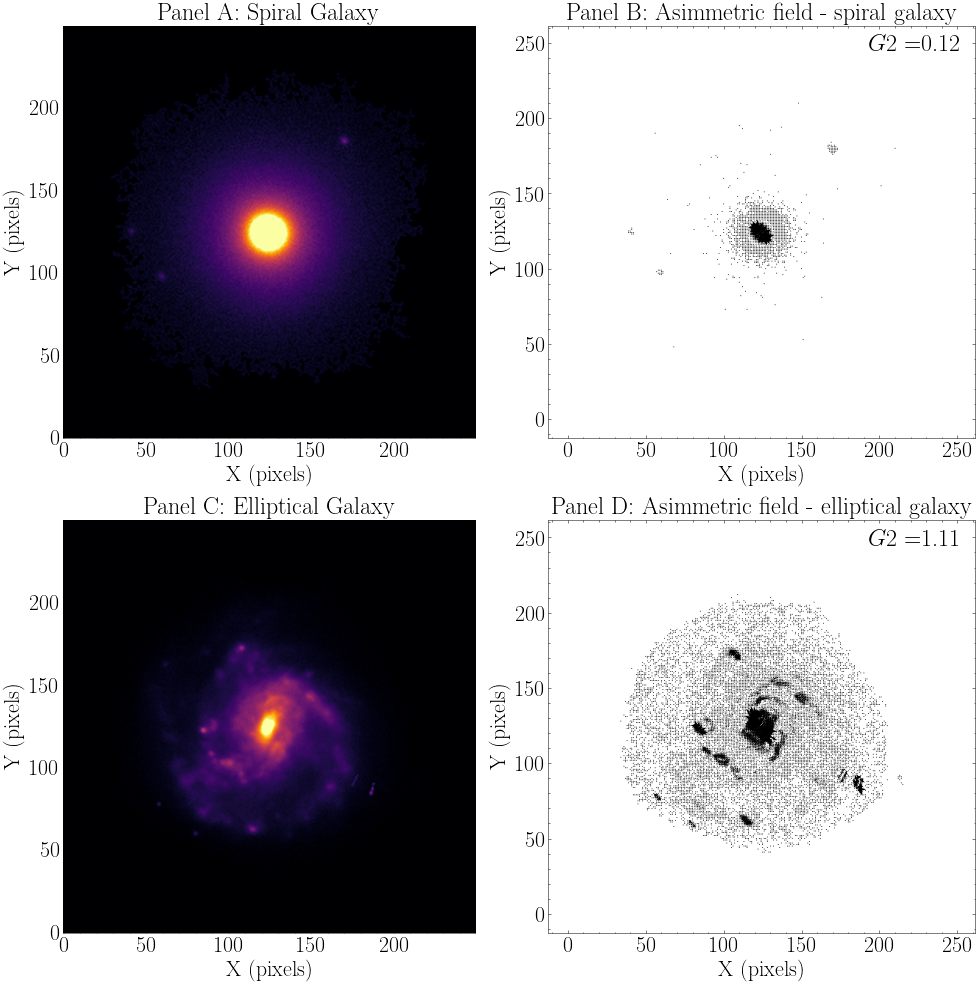 Panel A: Spiral Galaxy
Panel B: Asimmetric field - spiral galaxy
G2 =0.12
Y (pixels)
200
150
100
50
0
0 50 100 150 200
X (pixels)
Y (pixels)
250
200
150
100
50
0
0 50 100 150 200 250
X (pixels)
Panel C: Elliptical Galaxy
Panel D: Asimmetric field - elliptical galaxy
G2 =1.11
Y (pixels)
200
150
100
50
0
0 50 100 150 200
X (pixels)
Y (pixels)
250
200
150
100
50
0
0 50 100 150 200 250
X (pixels)